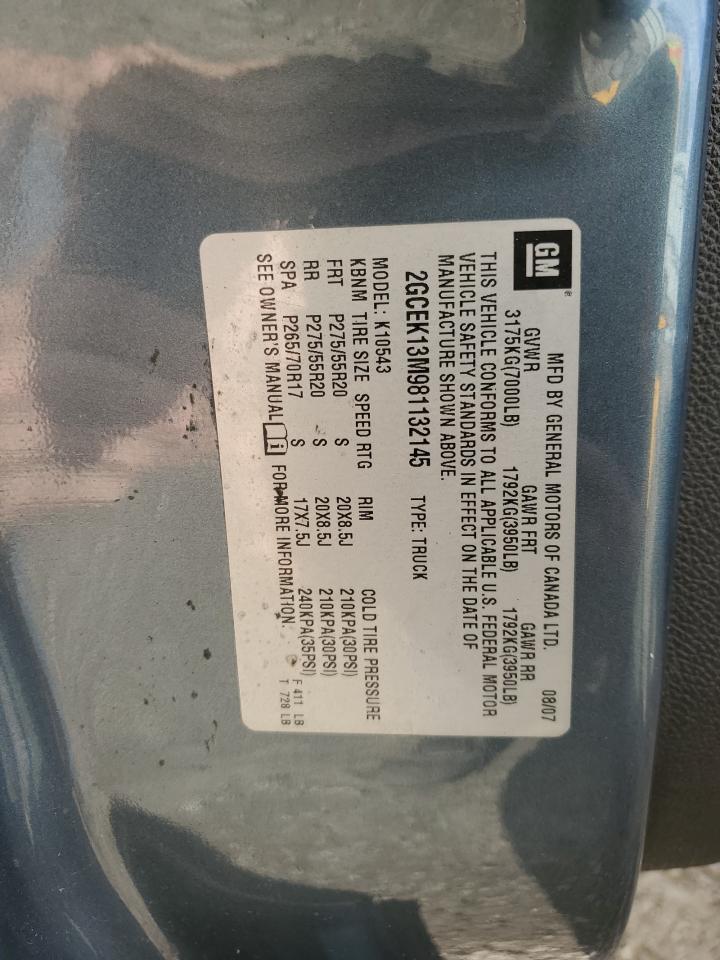 GM®
MFD BY GENERAL MOTORS OF CANADA LTD. 08/07
GVWR GAWR FRT GAWR RR
3175KG(7000LB) 1792KG(3950LB) 1792KG(3950LB)
THIS VEHICLE CONFORMS TO ALL APPLICABLE U.S. FEDERAL MOTOR
VEHICLE SAFETY STANDARDS IN EFFECT ON THE DATE OF
MANUFACTURE SHOWN ABOVE.
2GCEK13M981132145 TYPE: TRUCK
MODEL: K10543
KBNM TIRE SIZE SPEED RTG RIM COLD TIRE PRESSURE
FRT P275/55R20 S 20X8.5J 210KPA(30PSI)
RR P275/55R20 S 20X8.5J 210KPA(30PSI)
SPA P265/70R17 S 17X7.5J 240KPA(35PSI)
SEE OWNER'S MANUAL FOR MORE INFORMATION.
F 411 LB
T 728 LB